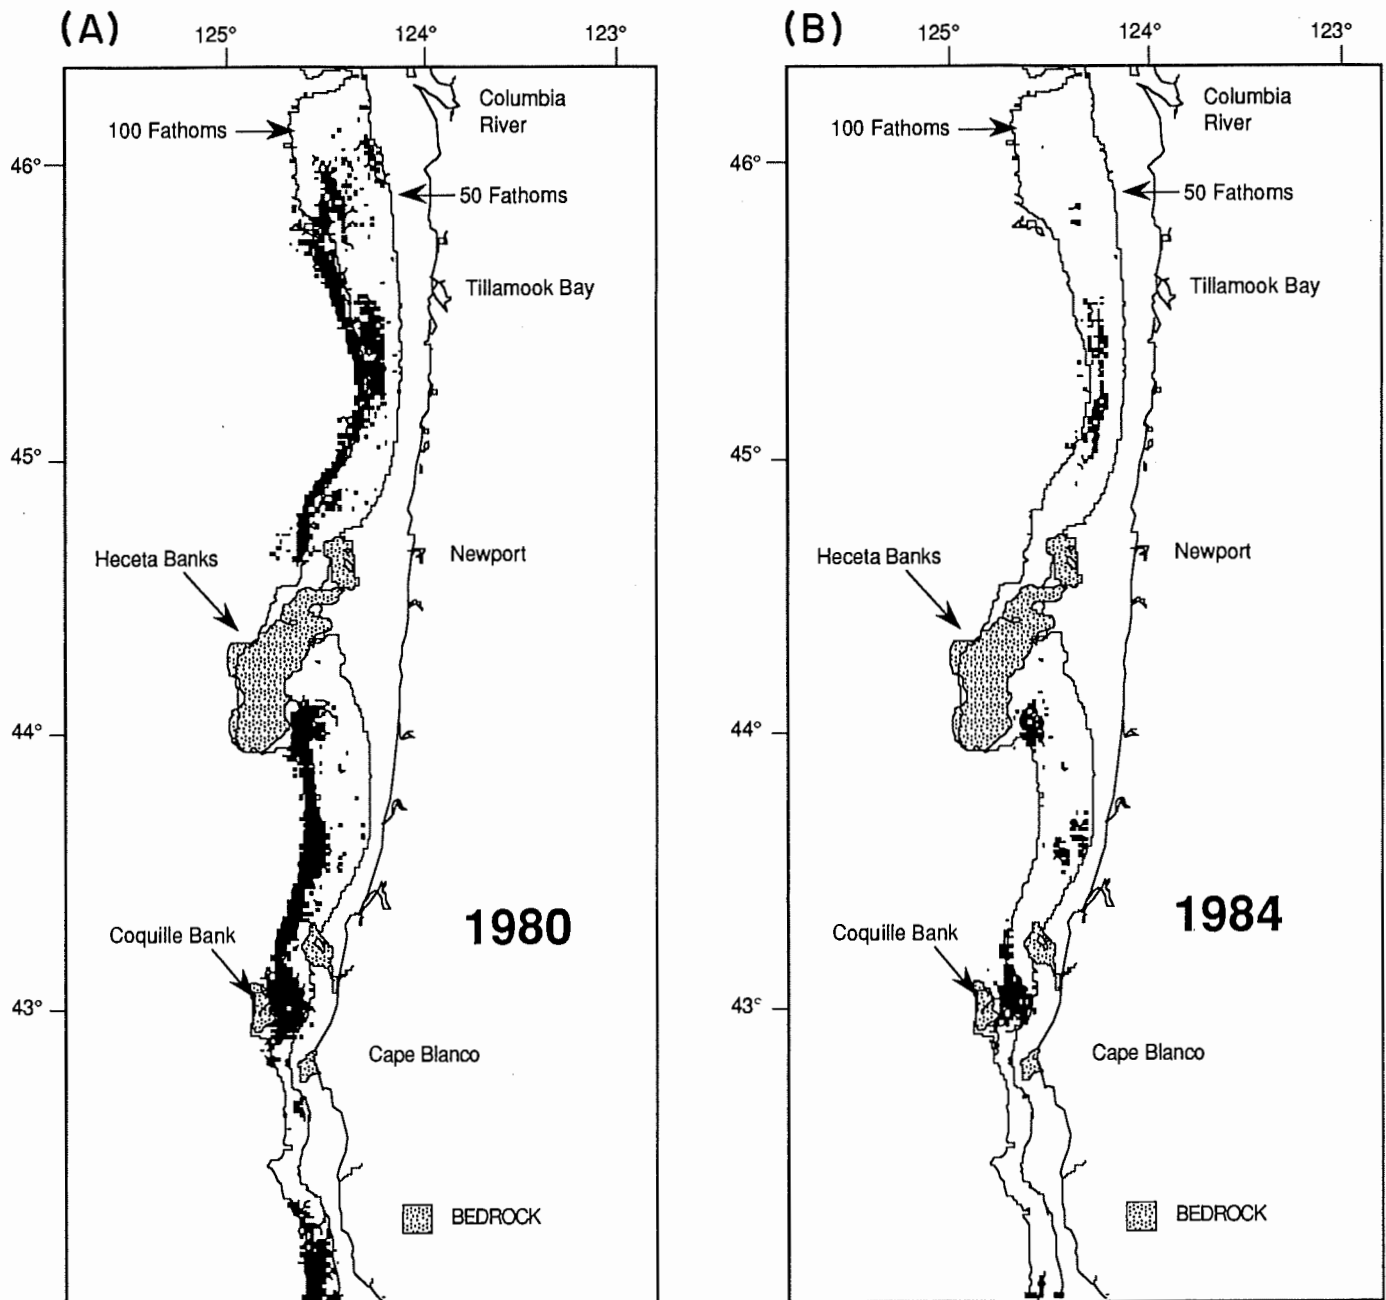 (A)
125°
124°
123°
100 Fathoms
Columbia
River
46°
50 Fathoms
Tillamook Bay
45°
Heceta Banks
Newport
44°
1980
Coquille Bank
43°
Cape Blanco
BEDROCK
(B)
125°
124°
123°
100 Fathoms
Columbia
River
46°
50 Fathoms
Tillamook Bay
45°
Heceta Banks
Newport
44°
1984
Coquille Bank
43°
Cape Blanco
BEDROCK